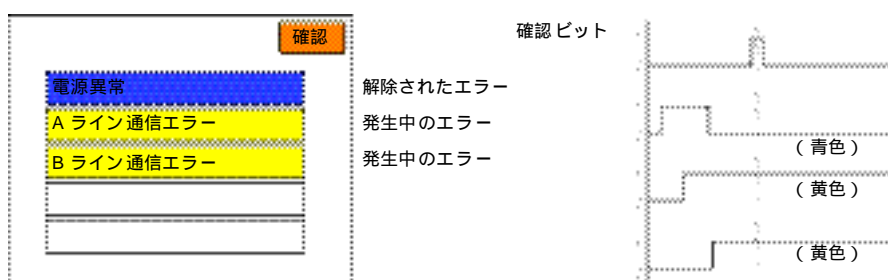 確認
電源異常
A ライン通信エラー
B ライン通信エラー
解除されたエラー
発生中のエラー
発生中のエラー
確認ビット
(青色)
(黄色)
(黄色)